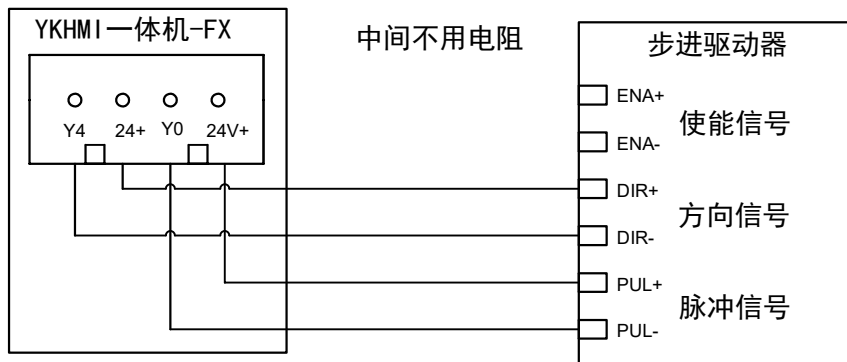 YKHMI一体机-FX
中间不用电阻
步进驱动器
Y4 24+ Y0 24V+
ENA+
使能信号
ENA-
DIR+
方向信号
DIR-
PUL+
脉冲信号
PUL-